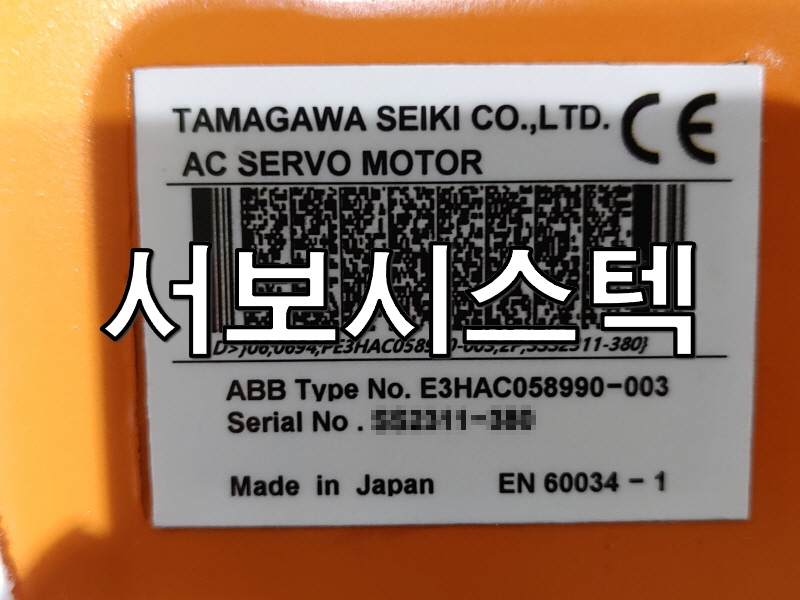 TAMAGAWA SEIKI CO.,LTD. CE
AC SERVO MOTOR
서보시스텍
ABB Type No. E3HAC058990-003
Serial No .
Made in Japan EN 60034 - 1